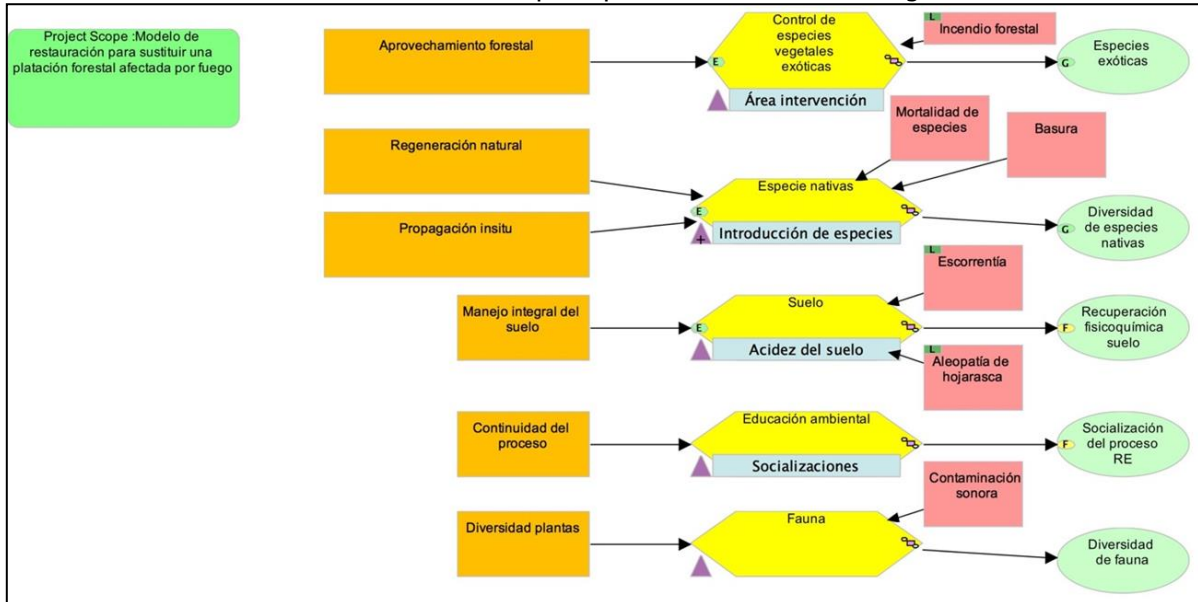 Project Scope :Modelo de
restauración para sustituir una
platación forestal afectada por fuego
Aprovechamiento forestal
Control de
especies
vegetales
exóticas
E
Área intervención
L
Incendio forestal
G
Especies
exóticas
Regeneración natural
Propagación insitu
Mortalidad de
especies
Basura
Especie nativas
E
+
Introducción de especies
G
Diversidad
de especies
nativas
Manejo integral del
suelo
L
Escorrentía
Suelo
E
Acidez del suelo
L
Aleopatía de
hojarasca
F
Recuperación
fisicoquímica
suelo
Continuidad del
proceso
Educación ambiental
Socializaciones
F
Socialización
del proceso
RE
Diversidad plantas
Contaminación
sonora
Fauna
Diversidad
de fauna